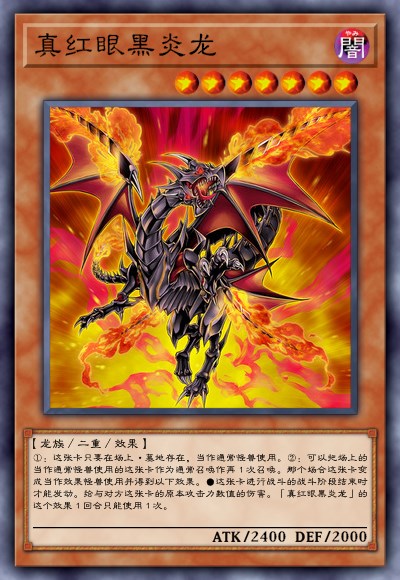 真红眼黑炎龙
やみ
闇
【龙族／二重／效果】
①：这张卡只要在场上·墓地存在，当作通常怪兽使用。②：可以把场上的
当作通常怪兽使用的这张卡作为通常召唤作再1次召唤。那个场合这张卡变
成当作效果怪兽使用并得到以下效果。●这张卡进行战斗的战斗阶段结束时
才能发动。给与对方这张卡的原本攻击力数值的伤害。「真红眼黑炎龙」的
这个效果1回合只能使用1次。
ATK/2400 DEF/2000